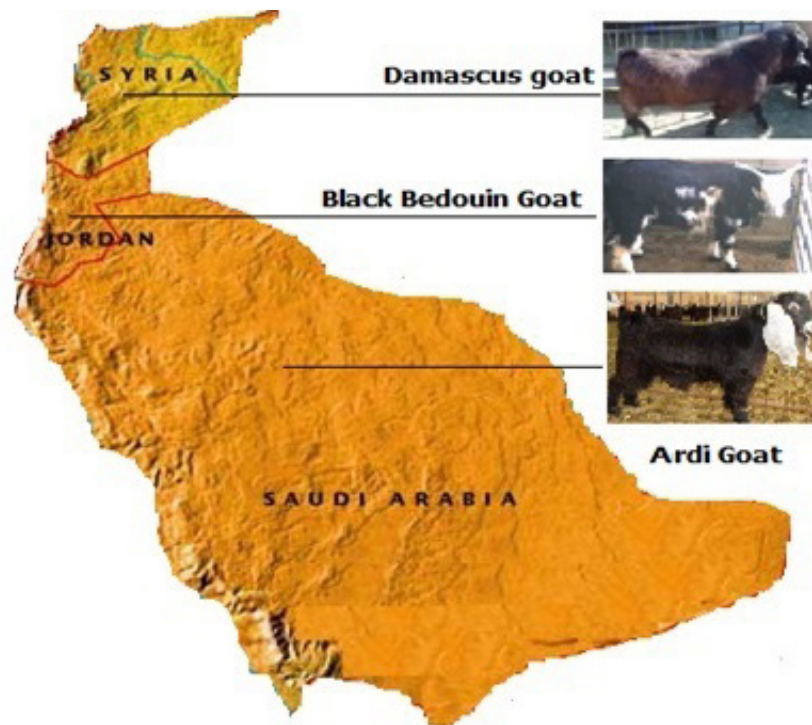 SYRIA
Damascus goat
Black Bedouin Goat
JORDAN
Ardi Goat
SAUDI ARABIA